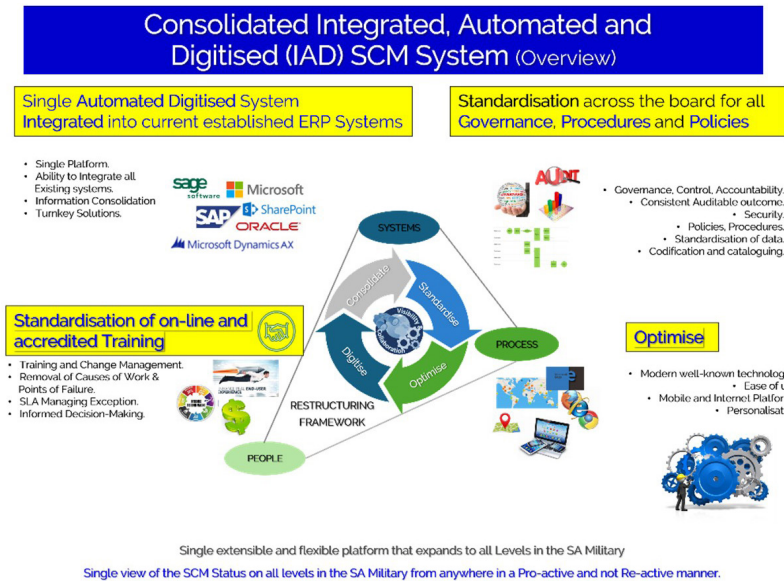 Consolidated Integrated, Automated and
Digitised (IAD) SCM System (Overview)
Single Automated Digitised System
Integrated into current established ERP Systems
Standardisation across the board for all
Governance, Procedures and Policies
• Single Platform.
• Ability to Integrate all
Existing systems.
• Information Consolidation
• Turnkey Solutions.
sage
software
Microsoft
SAP
SharePoint
ORACLE
Microsoft Dynamics AX
AUDIT
• Governance, Control, Accountability.
• Consistent Auditable outcome.
• Security.
• Policies, Procedures.
• Standardisation of data.
• Codification and cataloguing.
SYSTEMS
Consolidate
Standardise
Visibility
Collaboration
Digitise
Optimise
PROCESS
Standardisation of on-line and
accredited Training
• Training and Change Management.
• Removal of Causes of Work &
Points of Failure.
• SLA Managing Exception.
• Informed Decision-Making.
RESTRUCTURING
FRAMEWORK
PEOPLE
Optimise
• Modern well-known technolog
• Ease of u
• Mobile and Internet Platfor
• Personalisat
Single extensible and flexible platform that expands to all Levels in the SA Military
Single view of the SCM Status on all levels in the SA Military from anywhere in a Pro-active and not Re-active manner.